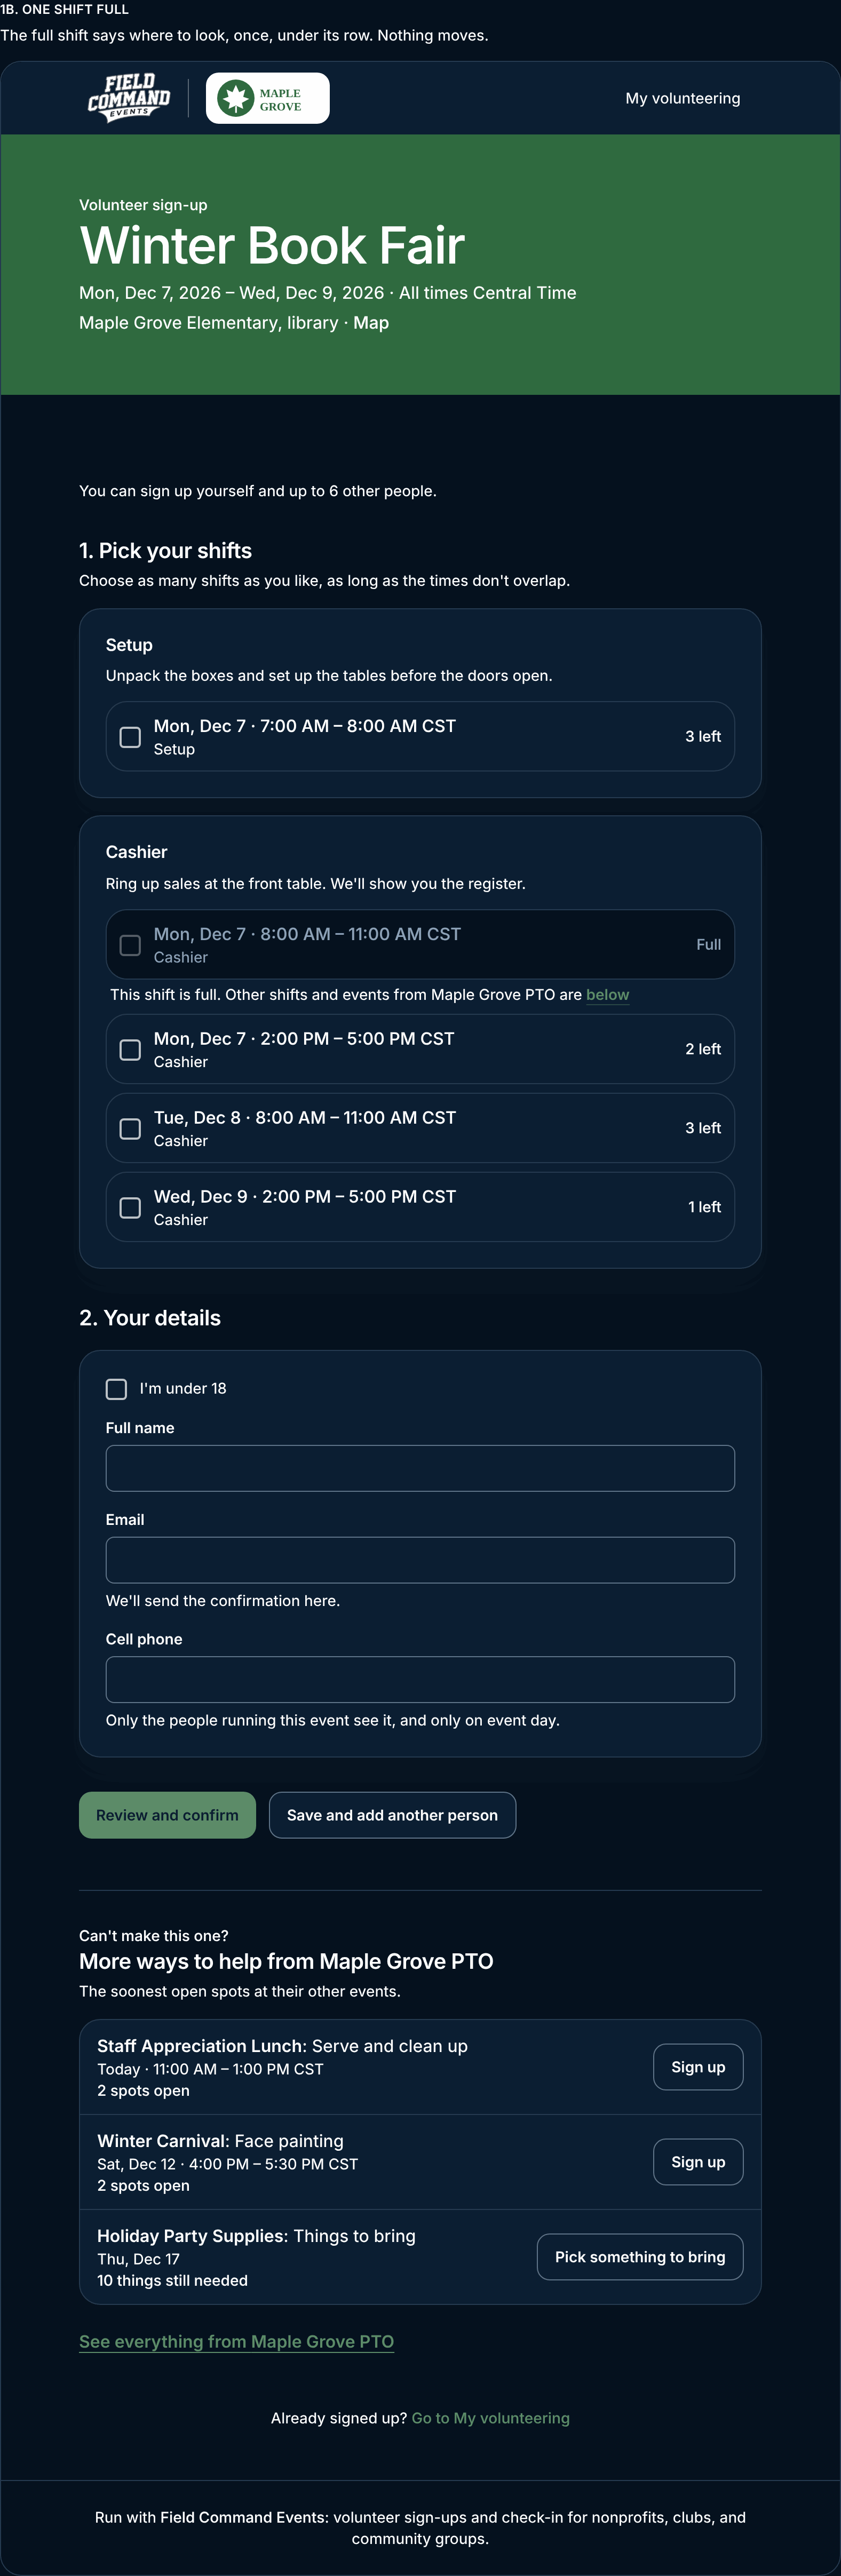 1B. ONE SHIFT FULL
The full shift says where to look, once, under its row. Nothing moves.
FIELD
COMMAND
EVENTS
MAPLE
GROVE
My volunteering
Volunteer sign-up
Winter Book Fair
Mon, Dec 7, 2026 – Wed, Dec 9, 2026 · All times Central Time
Maple Grove Elementary, library · Map
You can sign up yourself and up to 6 other people.
1. Pick your shifts
Choose as many shifts as you like, as long as the times don't overlap.
Setup
Unpack the boxes and set up the tables before the doors open.
Mon, Dec 7 · 7:00 AM – 8:00 AM CST
Setup
3 left
Cashier
Ring up sales at the front table. We'll show you the register.
Mon, Dec 7 · 8:00 AM – 11:00 AM CST
Cashier
Full
This shift is full. Other shifts and events from Maple Grove PTO are below
Mon, Dec 7 · 2:00 PM – 5:00 PM CST
Cashier
2 left
Tue, Dec 8 · 8:00 AM – 11:00 AM CST
Cashier
3 left
Wed, Dec 9 · 2:00 PM – 5:00 PM CST
Cashier
1 left
2. Your details
I'm under 18
Full name
Email
We'll send the confirmation here.
Cell phone
Only the people running this event see it, and only on event day.
Review and confirm
Save and add another person
Can't make this one?
More ways to help from Maple Grove PTO
The soonest open spots at their other events.
Staff Appreciation Lunch: Serve and clean up
Today · 11:00 AM – 1:00 PM CST
2 spots open
Sign up
Winter Carnival: Face painting
Sat, Dec 12 · 4:00 PM – 5:30 PM CST
2 spots open
Sign up
Holiday Party Supplies: Things to bring
Thu, Dec 17
10 things still needed
Pick something to bring
See everything from Maple Grove PTO
Already signed up? Go to My volunteering
Run with Field Command Events: volunteer sign-ups and check-in for nonprofits, clubs, and
community groups.